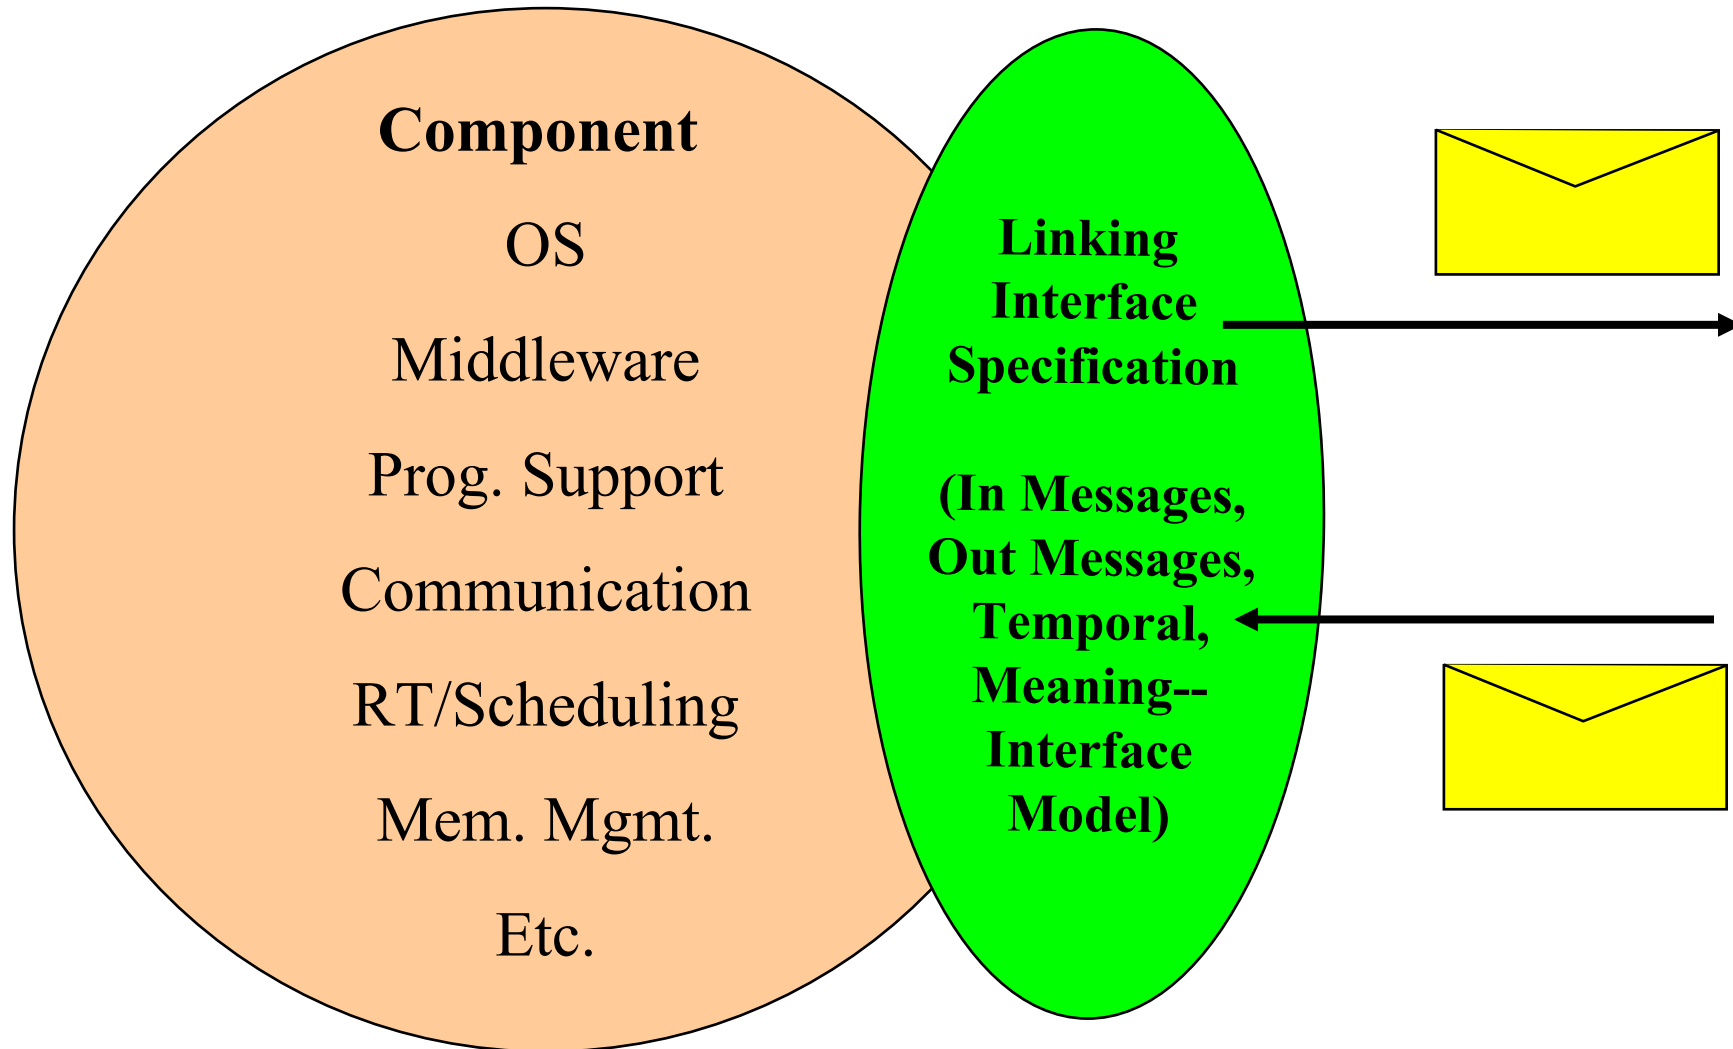 Component
OS
Middleware
Prog. Support
Communication
RT/Scheduling
Mem. Mgmt.
Etc.
Linking
Interface
Specification
(In Messages,
Out Messages,
Temporal,
Meaning--
Interface
Model)